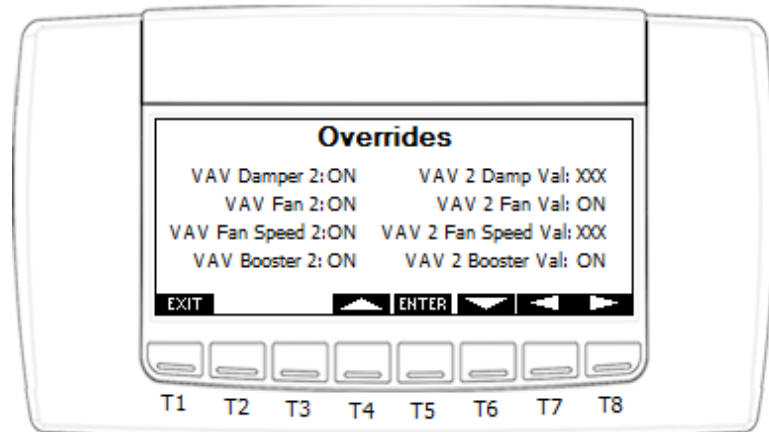 Overrides
VAV Damper 2: ON VAV 2 Damp Val: XXX
VAV Fan 2: ON VAV 2 Fan Val: ON
VAV Fan Speed 2:ON VAV 2 Fan Speed Val: XXX
VAV Booster 2: ON VAV 2 Booster Val: ON
EXIT ENTER
T1 T2 T3 T4 T5 T6 T7 T8